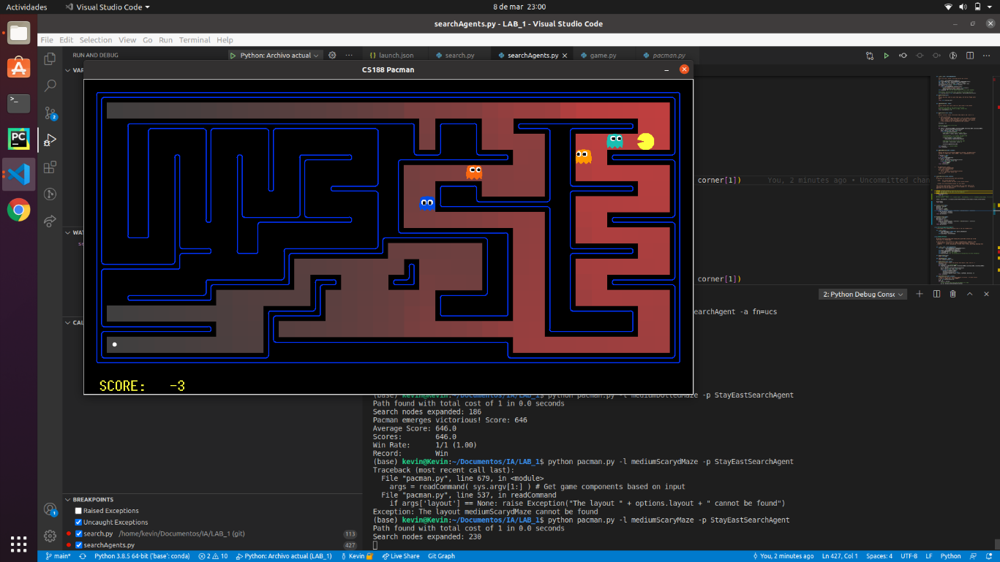 Actividades
Visual Studio Code
8 de mar 23:00
searchAgents.py - LAB_1 - Visual Studio Code
File Edit Selection View Go Run Terminal Help
RUN AND DEBUG
Python: Archivo actual
launch.json
search.py
searchAgents.py
game.py
pacman.py
VAR
CS188 Pacman
corner[1])
You, 2 minutes ago • Uncommitted chan
WAT
corner[1])
2: Python Debug Consc
earchAgent -a fn=ucs
CAL
SCORE: -3
(base) kevin@Kevin:~/Documentos/IA/LAB_1$ python pacman.py -l mediumDottedMaze -p StayEastSearchAgent
Path found with total cost of 1 in 0.0 seconds
Search nodes expanded: 186
Pacman emerges victorious! Score: 646
Average Score: 646.0
Scores: 646.0
Win Rate: 1/1 (1.00)
Record: Win
(base) kevin@Kevin:~/Documentos/IA/LAB_1$ python pacman.py -l mediumScarydMaze -p StayEastSearchAgent
Traceback (most recent call last):
File "pacman.py", line 679, in <module>
args = readCommand( sys.argv[1:] ) # Get game components based on input
File "pacman.py", line 537, in readCommand
if args['layout'] == None: raise Exception("The layout " + options.layout + " cannot be found")
Exception: The layout mediumScarydMaze cannot be found
(base) kevin@Kevin:~/Documentos/IA/LAB_1$ python pacman.py -l mediumScaryMaze -p StayEastSearchAgent
Path found with total cost of 1 in 0.0 seconds
Search nodes expanded: 230
BREAKPOINTS
Raised Exceptions
Uncaught Exceptions
search.py /home/kevin/Documentos/IA/LAB_1 (git) 113
searchAgents.py 427
2
1
PC
main* Python 3.8.5 64-bit ('base': conda) 2 10 Python: Archivo actual (LAB_1) Kevin Live Share Git Graph You, 2 minutes ago Ln 427, Col 1 Spaces: 4 UTF-8 LF Python